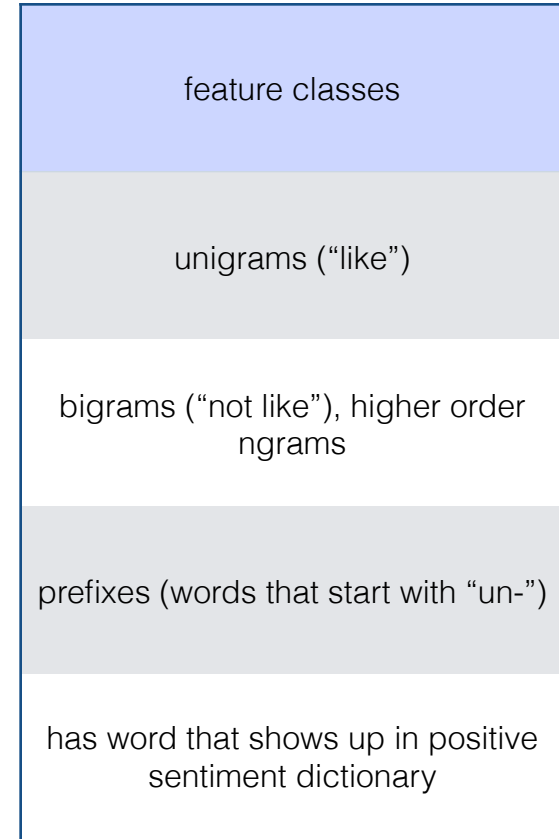 feature classes
unigrams (“like”)
bigrams (“not like”), higher order
ngrams
prefixes (words that start with “un-”)
has word that shows up in positive
sentiment dictionary